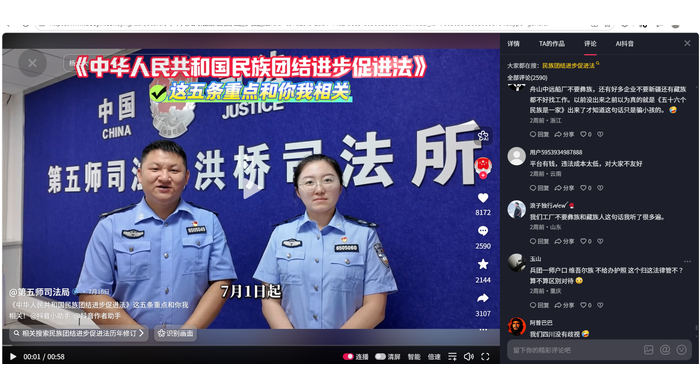 《中华人民共和国民族团结进步促进法》
这五条重点和你我相关
中国
CHINA
JUSTICE
第五师司法
洪桥司法所
7月1日起
@第五师司法局
《中华人民共和国民族团结进步促进法》这五条重点和你我
相关！@抖音小助手 @抖音创作者助手
相关搜索民族团结进步促进法历年修订
识别画面
8172
2590
2144
3107
00:01 / 00:58
连播
清屏
智能
倍速
详情
TA的作品
评论
AI抖音
大家都在搜：民族团结进步促进法
全部评论(2590)
舟山中远船厂不要彝族，还有好多企业不要新疆还有藏族
都不好找工作。以前没出来之前以为真的就是《五十六个
民族是一家》出来了才知道这句话只是骗小孩的。
2周前·浙江
回复 分享 0
用户5953934987888
平台有钱，违法成本太低，对大家不友好
2周前·云南
回复 分享 0
浪子独行
我们工厂不要彝族和藏族人这句话我听了很多遍。
2周前·山东
回复 分享 0
玉山
兵团一师户口 维吾尔族 不给办护照 这个归这法律管不？
算不算区别对待
2周前·重庆
回复 分享 0
阿普巴巴
我们四川没有歧视
留下你的精彩评论吧